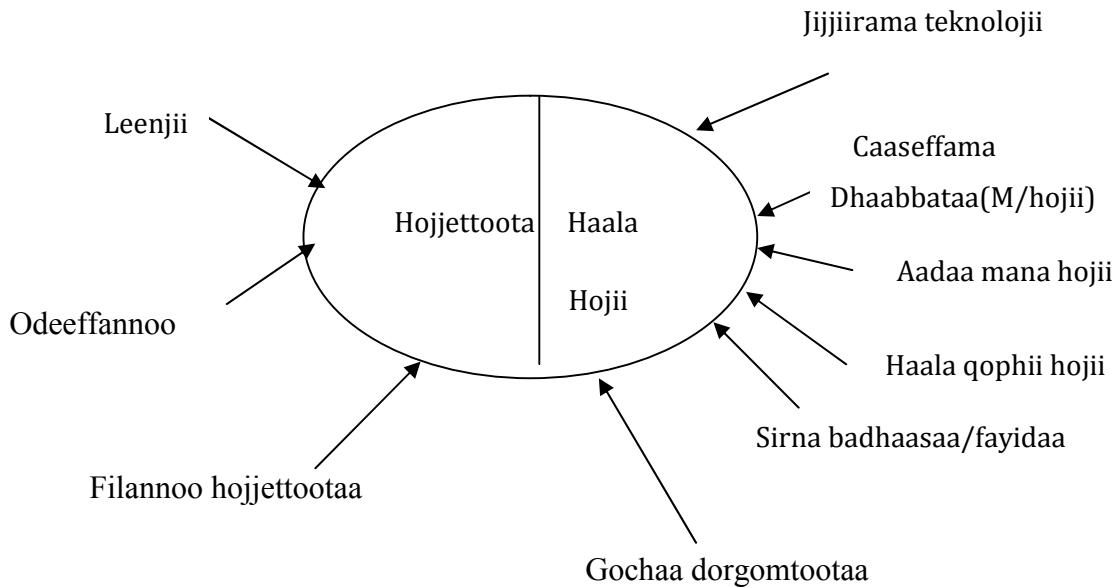 Jijjiirama teknolojii
Leenjii
Caaseffama
Dhaabbataa(M/hojii)
Hojjettoota
Haala
Hojii
Aadaa mana hojii
Odeeffannoo
Haala qophii hojii
Sirna badhaasaa/fayidaa
Filannoo hojjettootaa
Gochaa dorgomtootaa